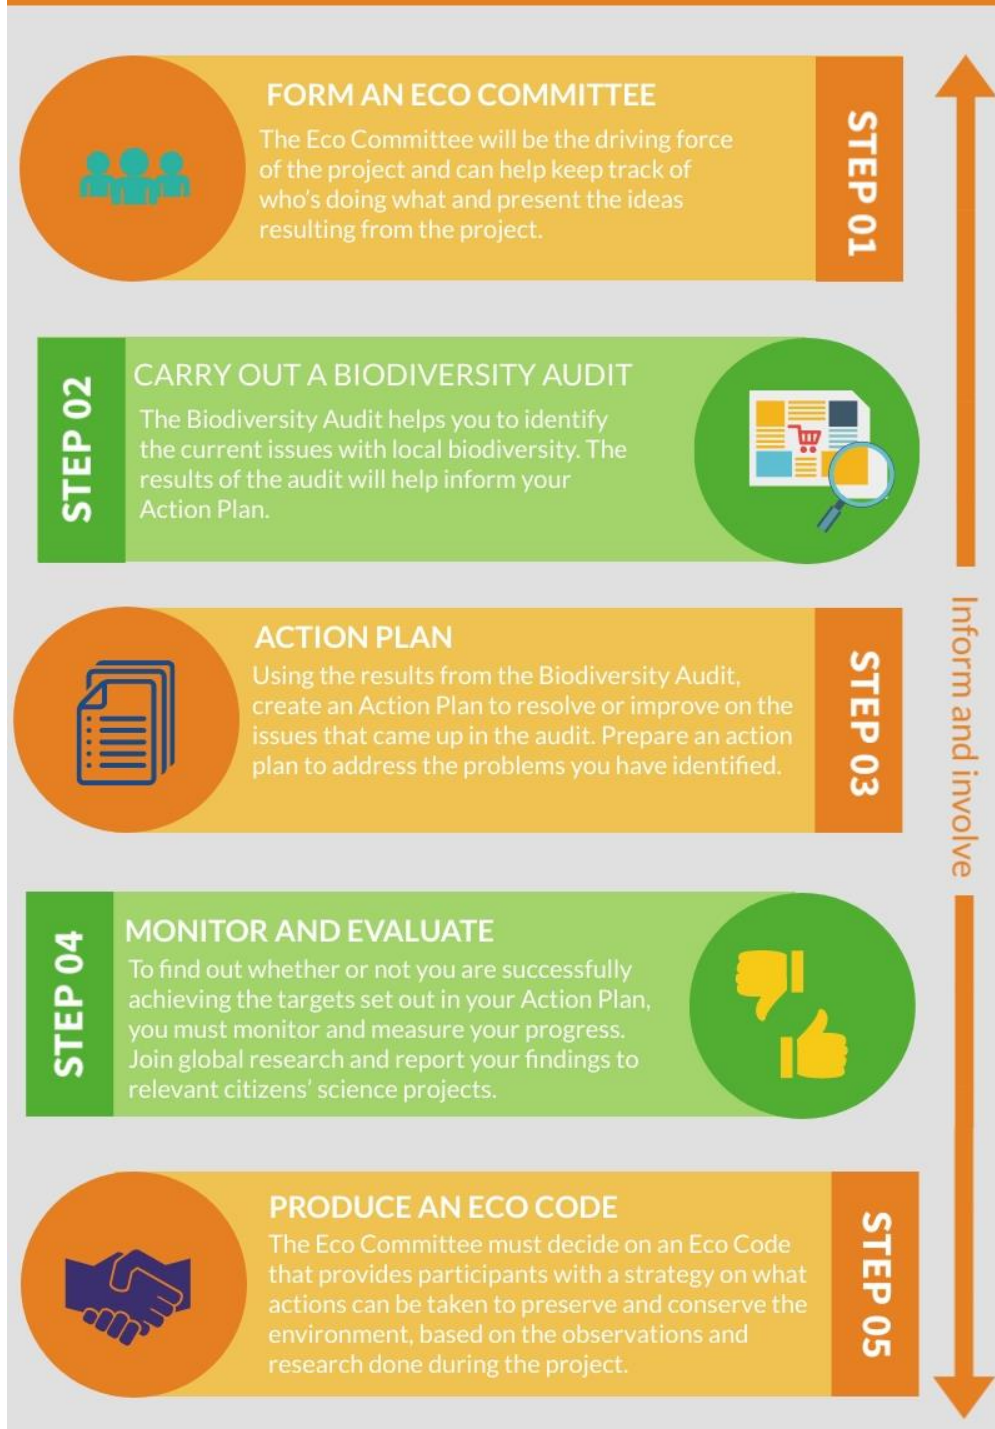 FORM AN ECO COMMITTEE
The Eco Committee will be the driving force
of the project and can help keep track of
who's doing what and present the ideas
resulting from the project.
STEP 01
STEP 02
CARRY OUT A BIODIVERSITY AUDIT
The Biodiversity Audit helps you to identify
the current issues with local biodiversity. The
results of the audit will help inform your
Action Plan.
ACTION PLAN
Using the results from the Biodiversity Audit,
create an Action Plan to resolve or improve on the
issues that came up in the audit. Prepare an action
plan to address the problems you have identified.
STEP 03
Inform and involve
STEP 04
MONITOR AND EVALUATE
To find out whether or not you are successfully
achieving the targets set out in your Action Plan,
you must monitor and measure your progress.
Join global research and report your findings to
relevant citizens' science projects.
PRODUCE AN ECO CODE
The Eco Committee must decide on an Eco Code
that provides participants with a strategy on what
actions can be taken to preserve and conserve the
environment, based on the observations and
research done during the project.
STEP 05